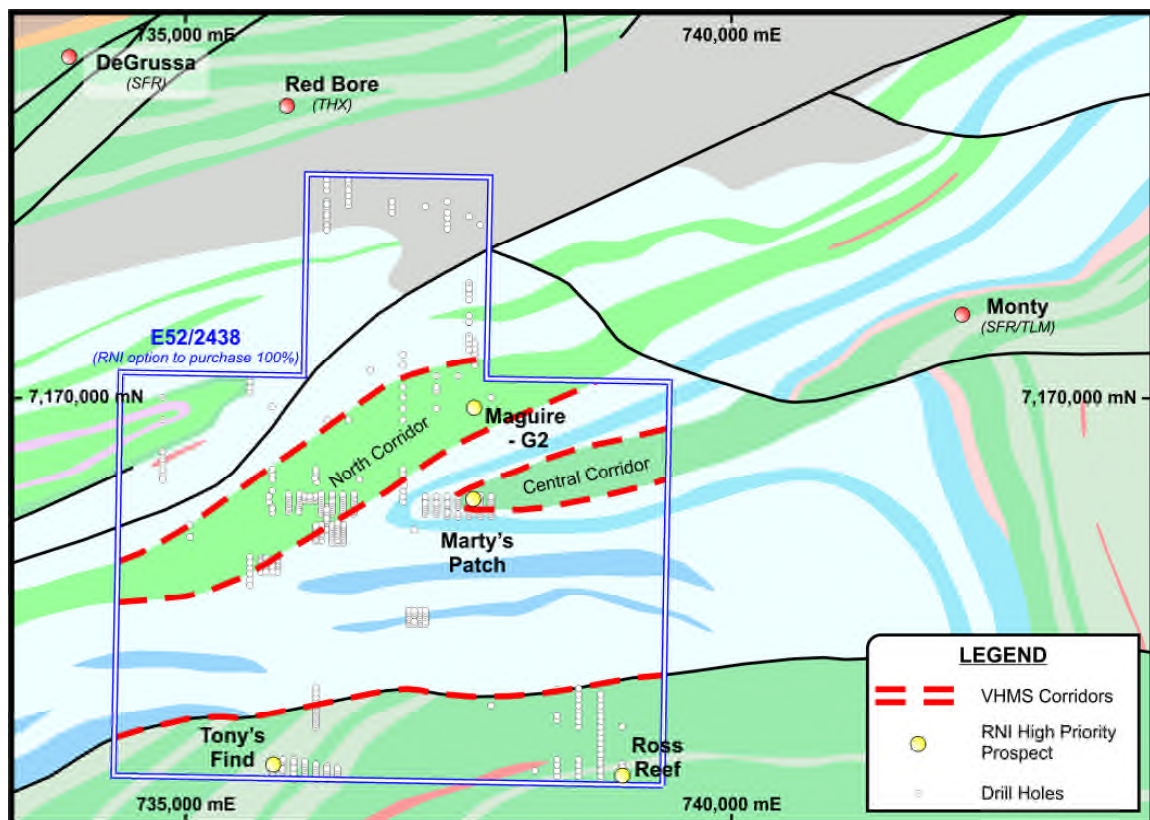 735,000 mE
740,000 mE
DeGrussa
(SFR)
Red Bore
(THX)
Monty
(SFR/TLM)
E52/2438
(RNI option to purchase 100%)
7,170,000 mN
7,170,000 mN
Maguire
- G2
North Corridor
Central Corridor
Marty's
Patch
Tony's
Find
Ross
Reef
735,000 mE
740,000 mE
LEGEND
VHMS Corridors
RNI High Priority
Prospect
Drill Holes